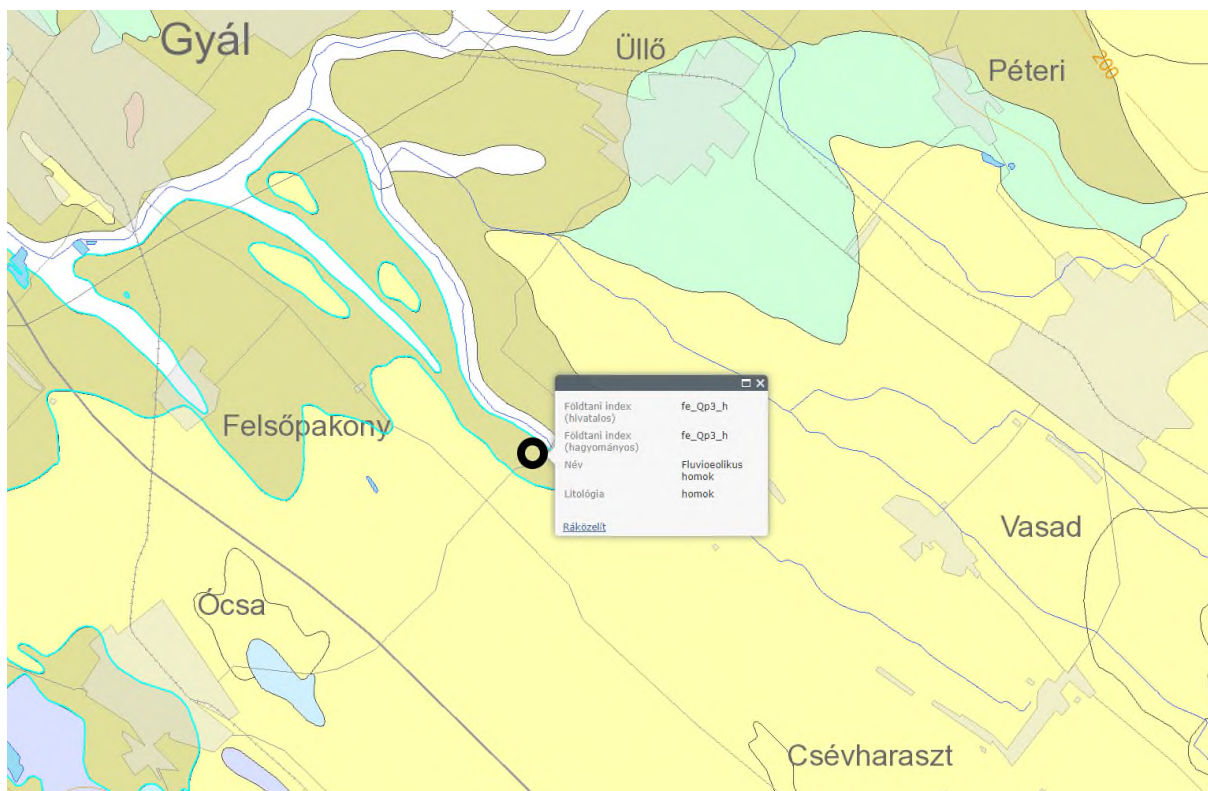 Gyál
Üllő
Péteri
200
Felsőpakony
Földtani index
(hivatalos)
fe_Qp3_h
Földtani index
(hagyományos)
fe_Qp3_h
Név
Fluvioeolikus
homok
Litológia
homok
Ráközelít
Vasad
Ócsa
Csévharaszt